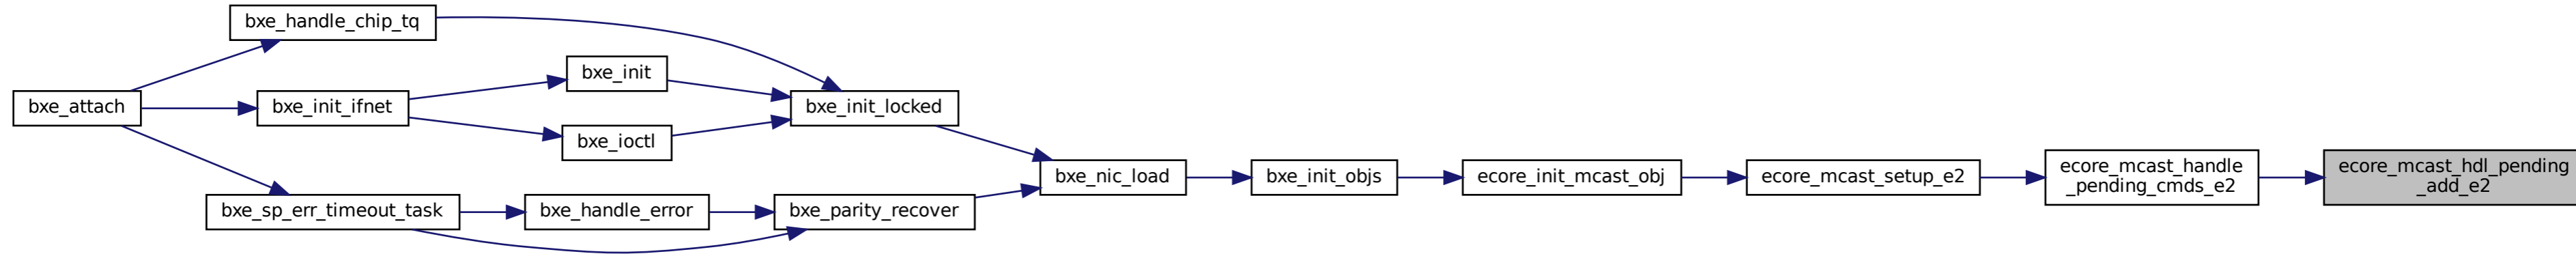 bxe_handle_chip_tq
bxe_init
bxe_attach
bxe_init_ifnet
bxe_init_locked
bxe_ioctl
bxe_nic_load
bxe_init_objs
ecore_init_mcast_obj
ecore_mcast_setup_e2
ecore_mcast_handle
_pending_cmds_e2
ecore_mcast_hdl_pending
_add_e2
bxe_sp_err_timeout_task
bxe_handle_error
bxe_parity_recover